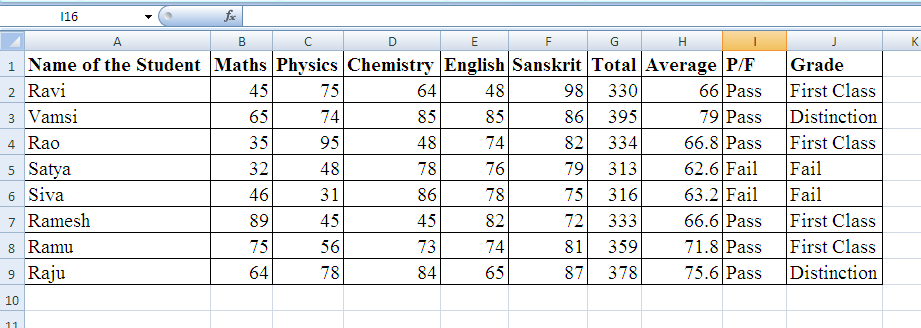 I16 fx
A B C D E F G H I J K
1 Name of the Student Maths Physics Chemistry English Sanskrit Total Average P/F Grade
2 Ravi 45 75 64 48 98 330 66 Pass First Class
3 Vamsi 65 74 85 85 86 395 79 Pass Distinction
4 Rao 35 95 48 74 82 334 66.8 Pass First Class
5 Satya 32 48 78 76 79 313 62.6 Fail Fail
6 Siva 46 31 86 78 75 316 63.2 Fail Fail
7 Ramesh 89 45 45 82 72 333 66.6 Pass First Class
8 Ramu 75 56 73 74 81 359 71.8 Pass First Class
9 Raju 64 78 84 65 87 378 75.6 Pass Distinction
10
11